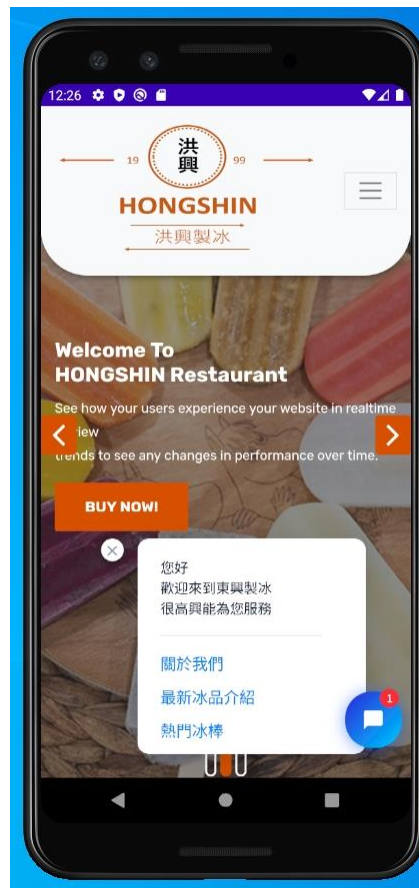 12:26
19
洪
興
99
HONGSHIN
洪興製冰
Welcome To
HONGSHIN Restaurant
See how your users experience your website in realtime
view
trends to see any changes in performance over time.
BUY NOW!
您好
歡迎來到東興製冰
很高興能為您服務
關於我們
最新冰品介紹
熱門冰棒
1